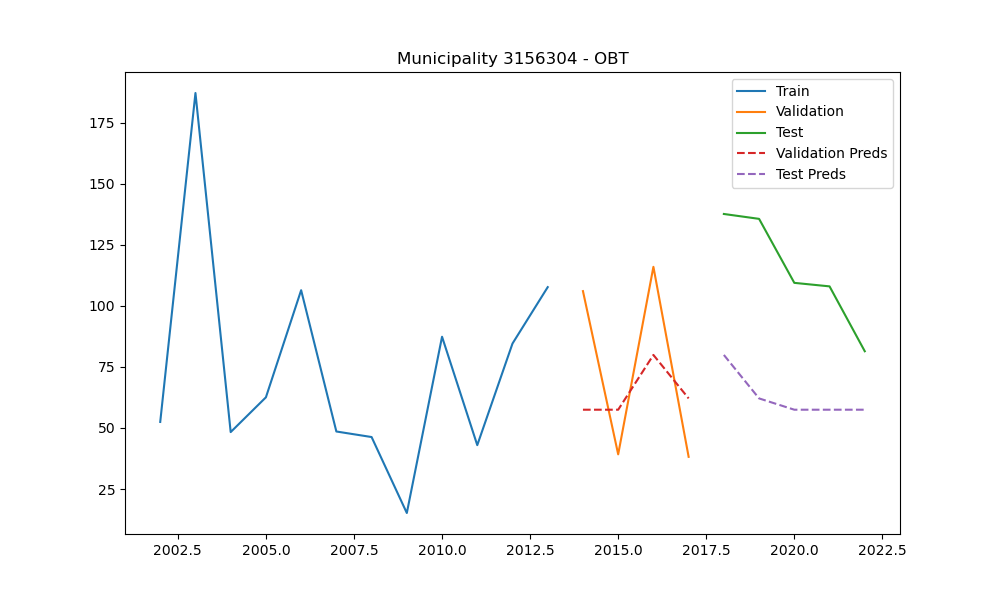 Municipality 3156304 - OBT
Train
Validation
Test
Validation Preds
Test Preds
175
150
125
100
75
50
25
2002.5 2005.0 2007.5 2010.0 2012.5 2015.0 2017.5 2020.0 2022.5